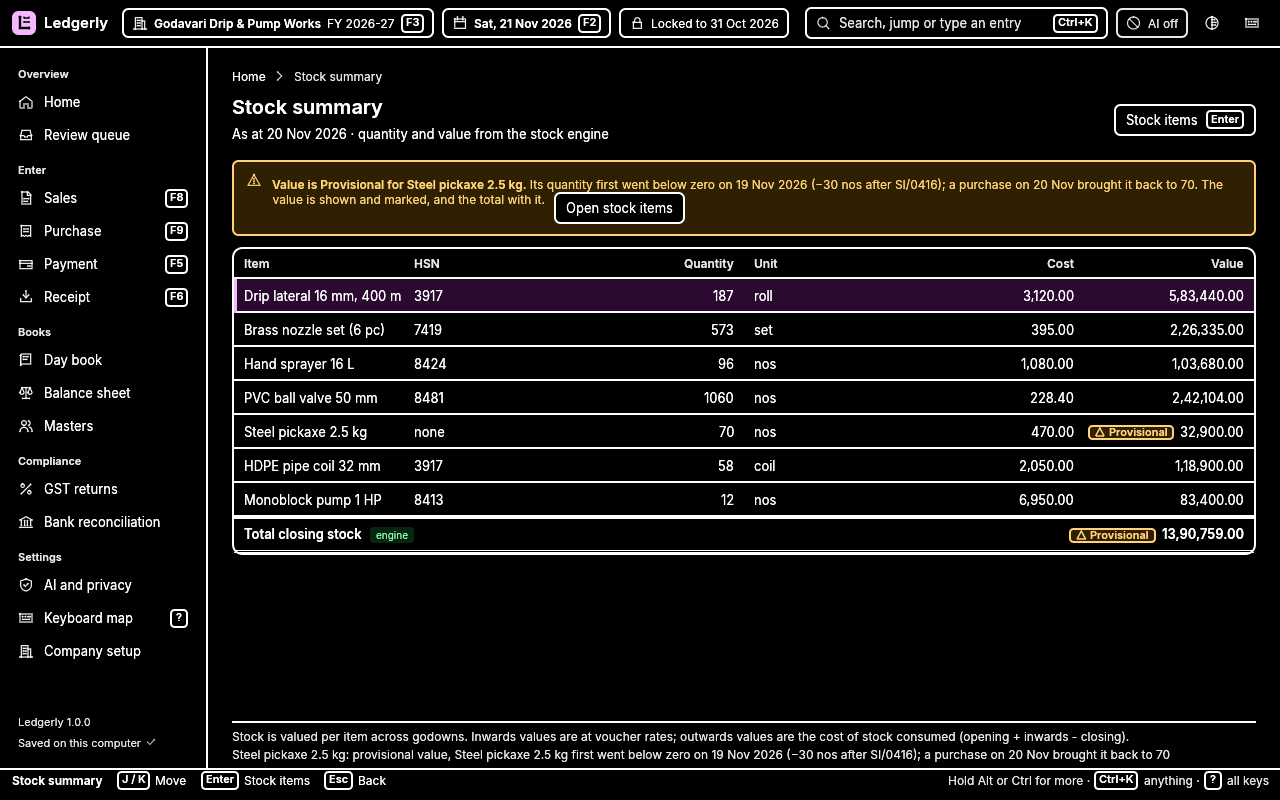 Ledgerly
Godavari Drip & Pump Works FY 2026-27 F3
Sat, 21 Nov 2026 F2
Locked to 31 Oct 2026
Search, jump or type an entry Ctrl+K
AI off
Overview
Home
Review queue
Enter
Sales F8
Purchase F9
Payment F5
Receipt F6
Books
Day book
Balance sheet
Masters
Compliance
GST returns
Bank reconciliation
Settings
AI and privacy
Keyboard map ?
Company setup
Ledgerly 1.0.0
Saved on this computer
Home > Stock summary
Stock summary
As at 20 Nov 2026 · quantity and value from the stock engine
Stock items Enter
Value is Provisional for Steel pickaxe 2.5 kg. Its quantity first went below zero on 19 Nov 2026 (−30 nos after SI/0416); a purchase on 20 Nov brought it back to 70. The
value is shown and marked, and the total with it. Open stock items
Item HSN Quantity Unit Cost Value
Drip lateral 16 mm, 400 m 3917 187 roll 3,120.00 5,83,440.00
Brass nozzle set (6 pc) 7419 573 set 395.00 2,26,335.00
Hand sprayer 16 L 8424 96 nos 1,080.00 1,03,680.00
PVC ball valve 50 mm 8481 1060 nos 228.40 2,42,104.00
Steel pickaxe 2.5 kg none 70 nos 470.00 Provisional 32,900.00
HDPE pipe coil 32 mm 3917 58 coil 2,050.00 1,18,900.00
Monoblock pump 1 HP 8413 12 nos 6,950.00 83,400.00
Total closing stock engine Provisional 13,90,759.00
Stock is valued per item across godowns. Inwards values are at voucher rates; outwards values are the cost of stock consumed (opening + inwards - closing).
Steel pickaxe 2.5 kg: provisional value, Steel pickaxe 2.5 kg first went below zero on 19 Nov 2026 (−30 nos after SI/0416); a purchase on 20 Nov brought it back to 70
Stock summary J / K Move Enter Stock items Esc Back
Hold Alt or Ctrl for more · Ctrl+K anything · ? all keys